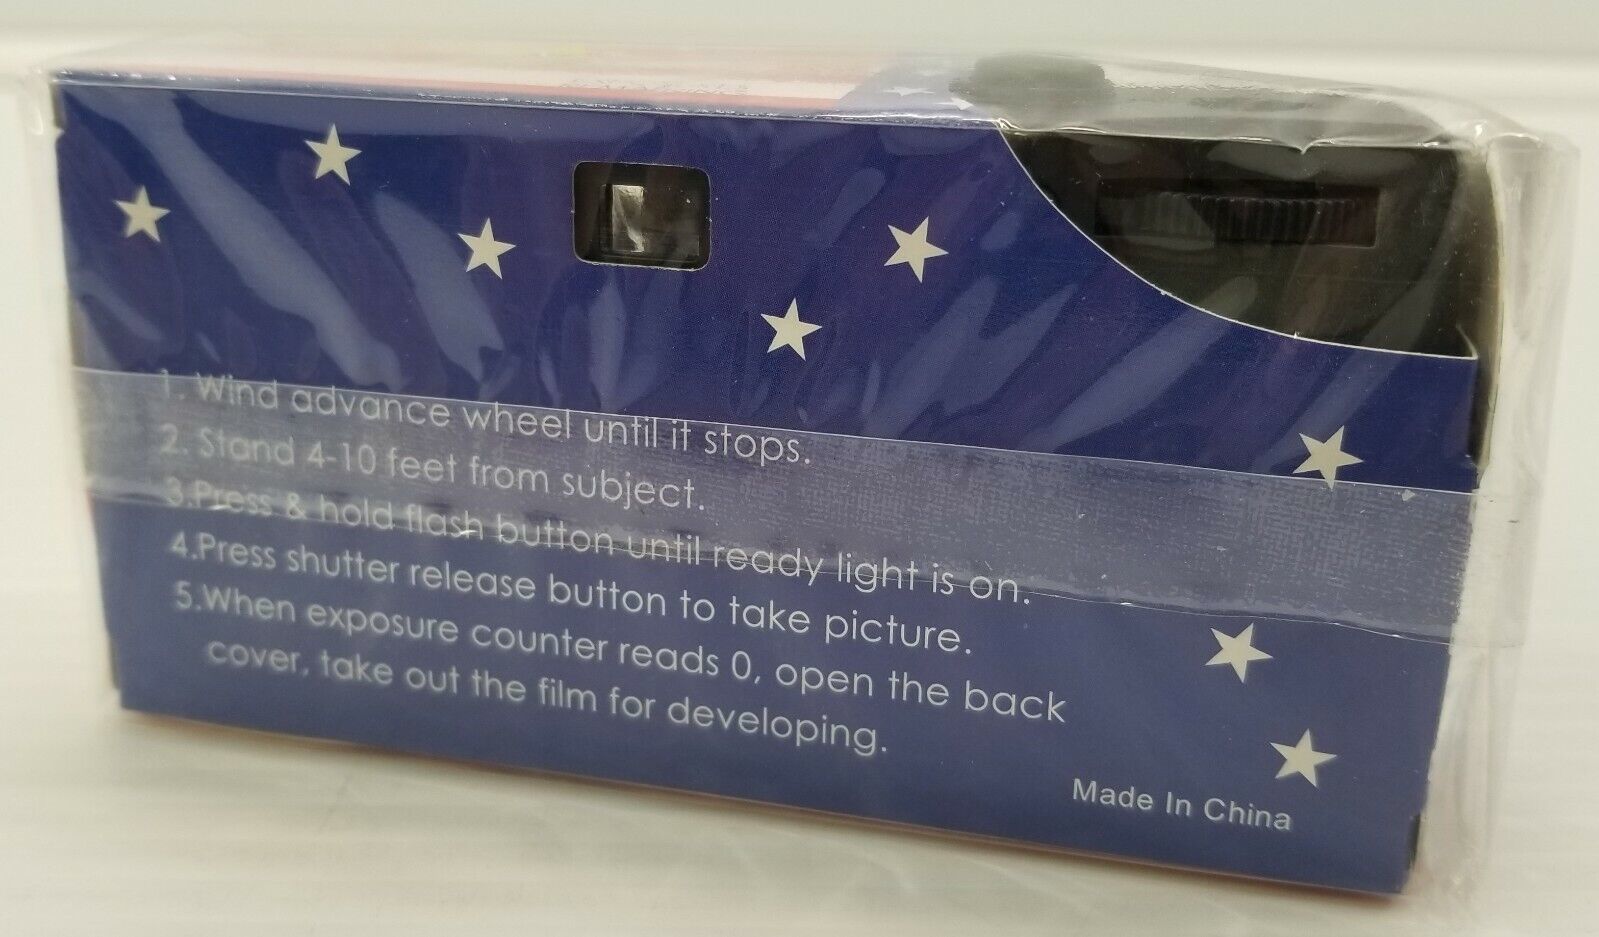 1. Wind advance wheel until it stops.
2. Stand 4-10 feet from subject.
3.Press & hold flash button until ready light is on.
4.Press shutter release button to take picture.
5.When exposure counter reads 0, open the back
cover, take out the film for developing.
Made In China